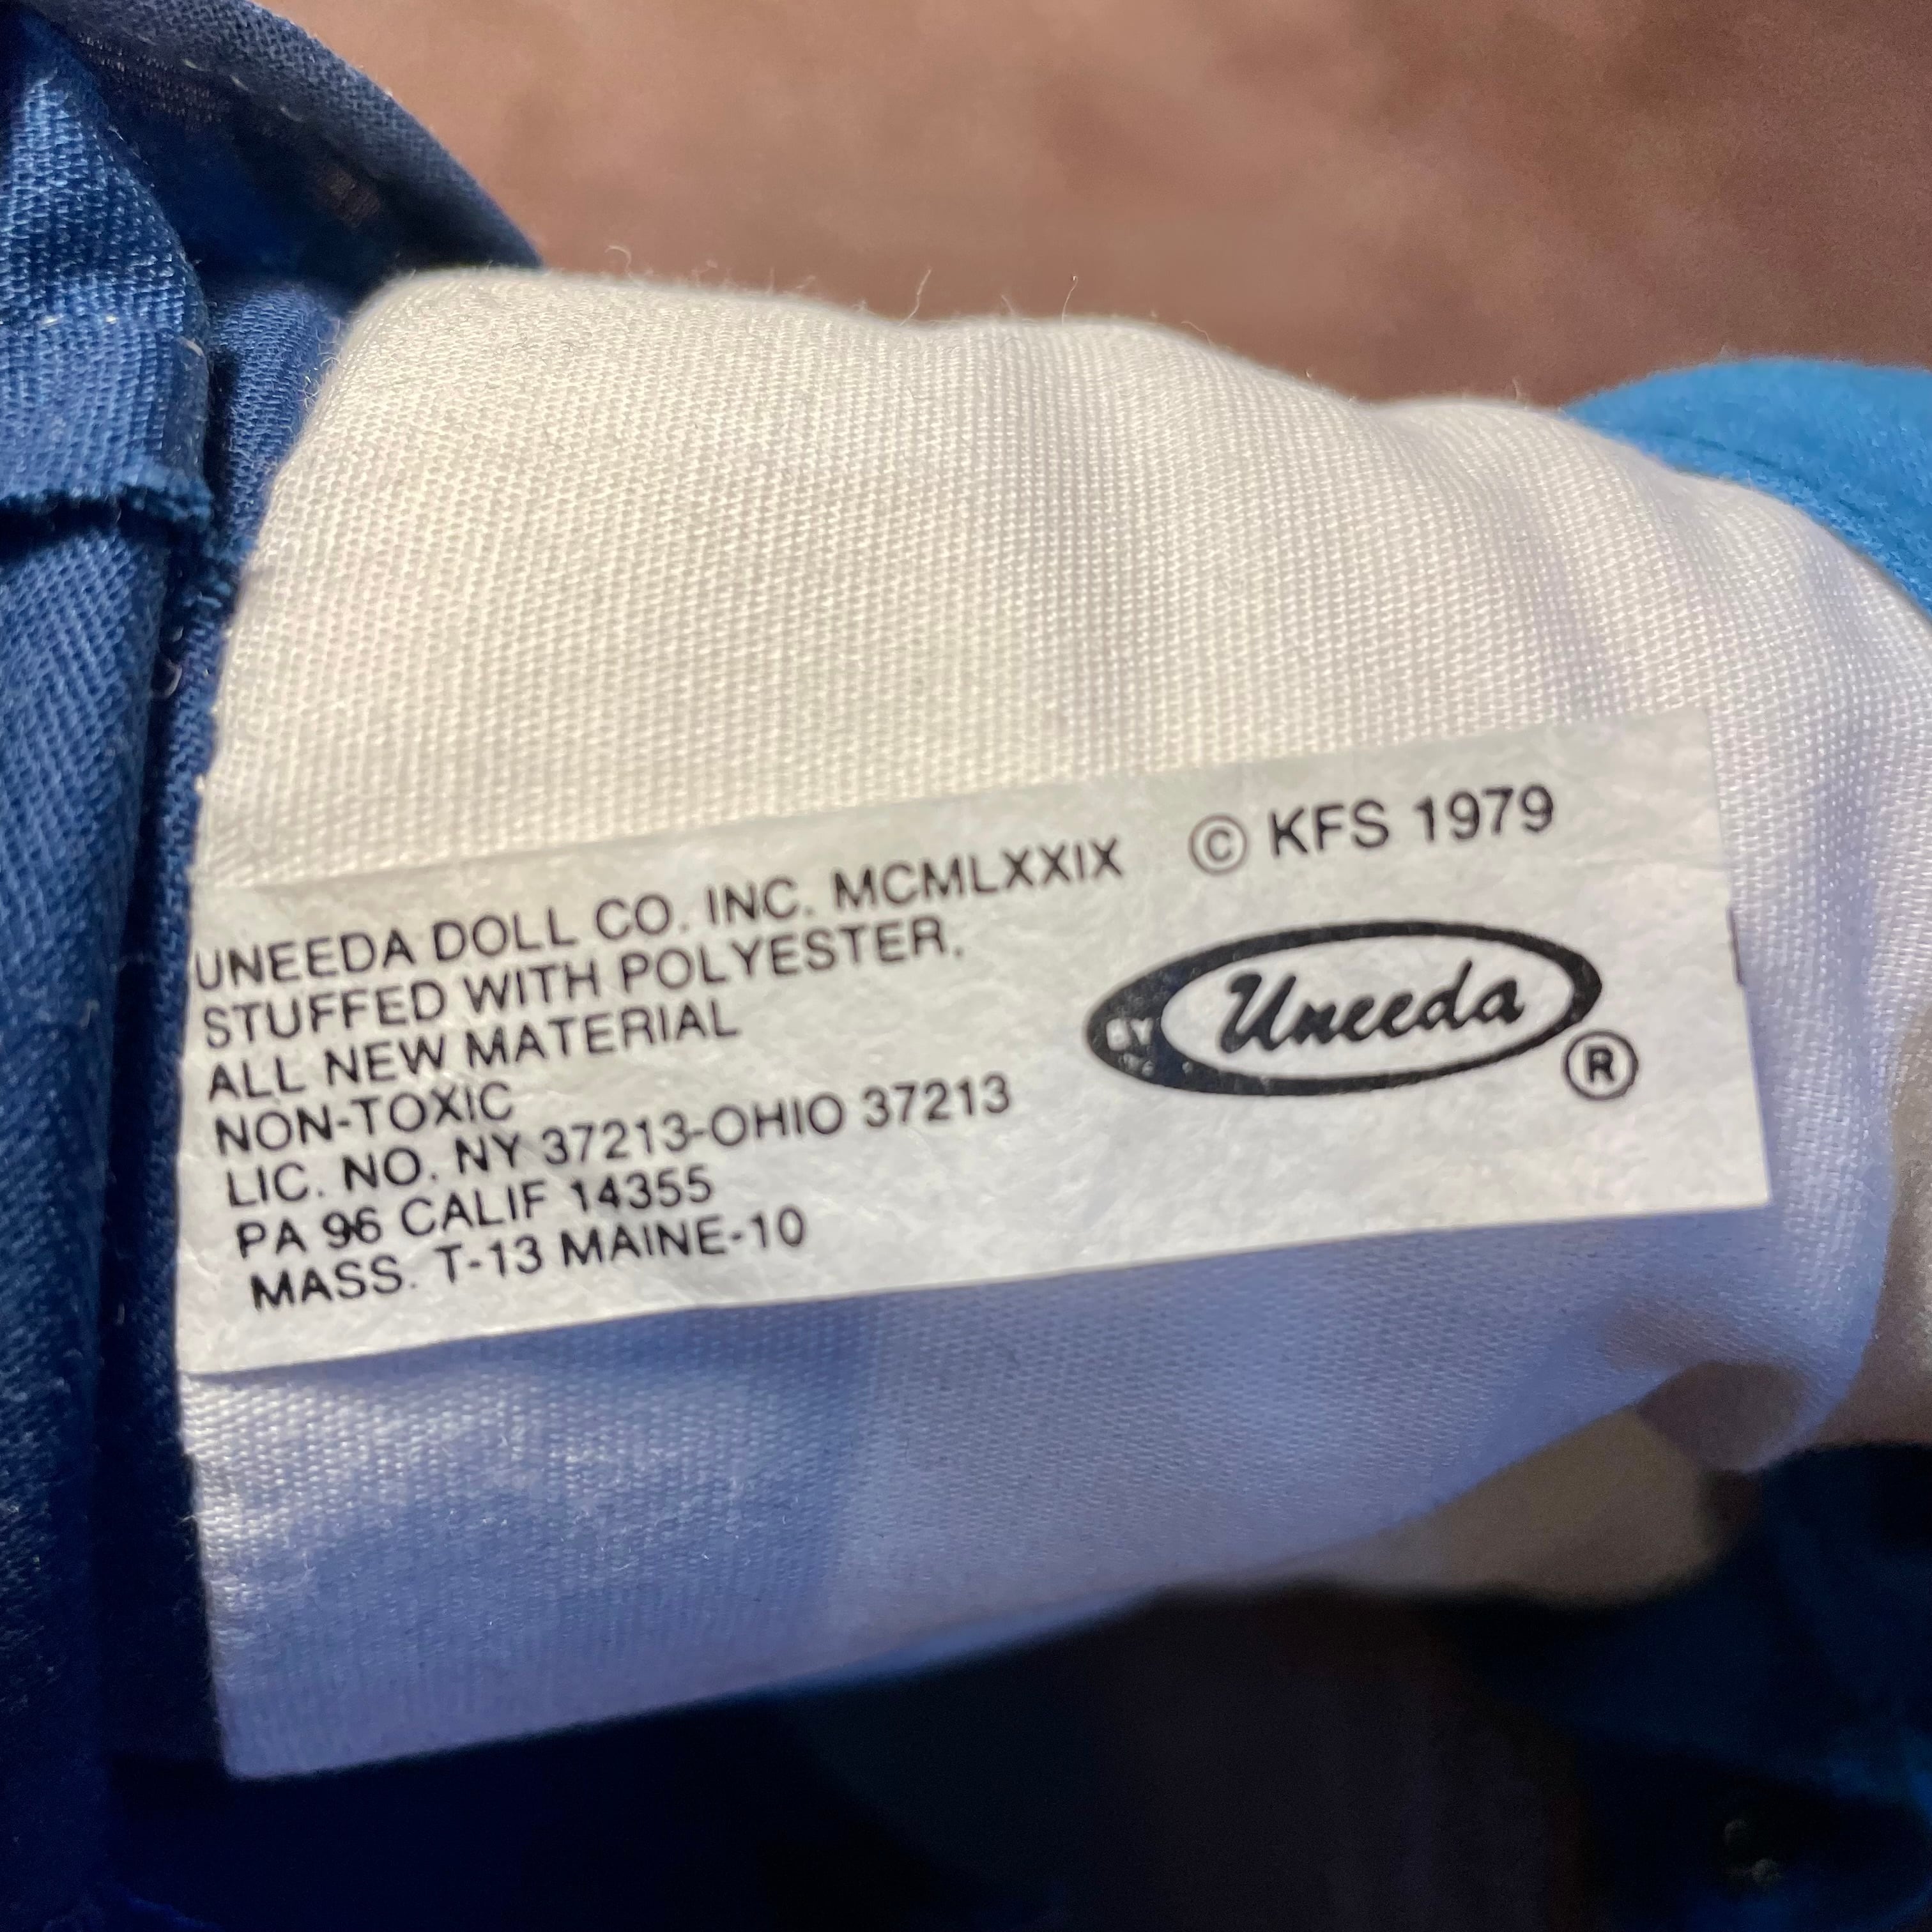 UNEEDA DOLL CO. INC. MCMLXXIX © KFS 1979
STUFFED WITH POLYESTER.
ALL NEW MATERIAL
NON-TOXIC
LIC. NO. NY 37213-OHIO 37213
PA 96 CALIF 14355
MASS. T-13 MAINE-10
BY Uneeda ®